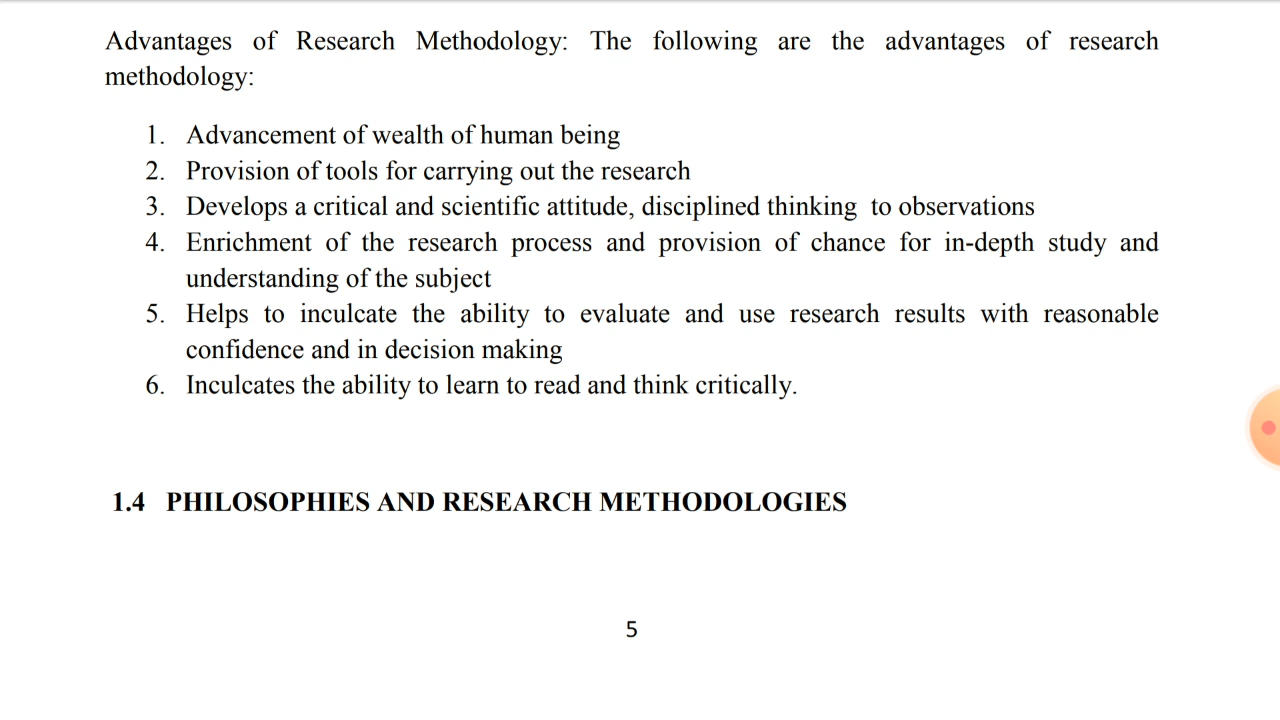 Advantages of Research Methodology: The following are the advantages of research
methodology:
1. Advancement of wealth of human being
2. Provision of tools for carrying out the research
3. Develops a critical and scientific attitude, disciplined thinking  to observations
4. Enrichment of the research process and provision of chance for in-depth study and
understanding of the subject
5. Helps to inculcate the ability to evaluate and use research results with reasonable
confidence and in decision making
6. Inculcates the ability to learn to read and think critically.
1.4 PHILOSOPHIES AND RESEARCH METHODOLOGIES
5